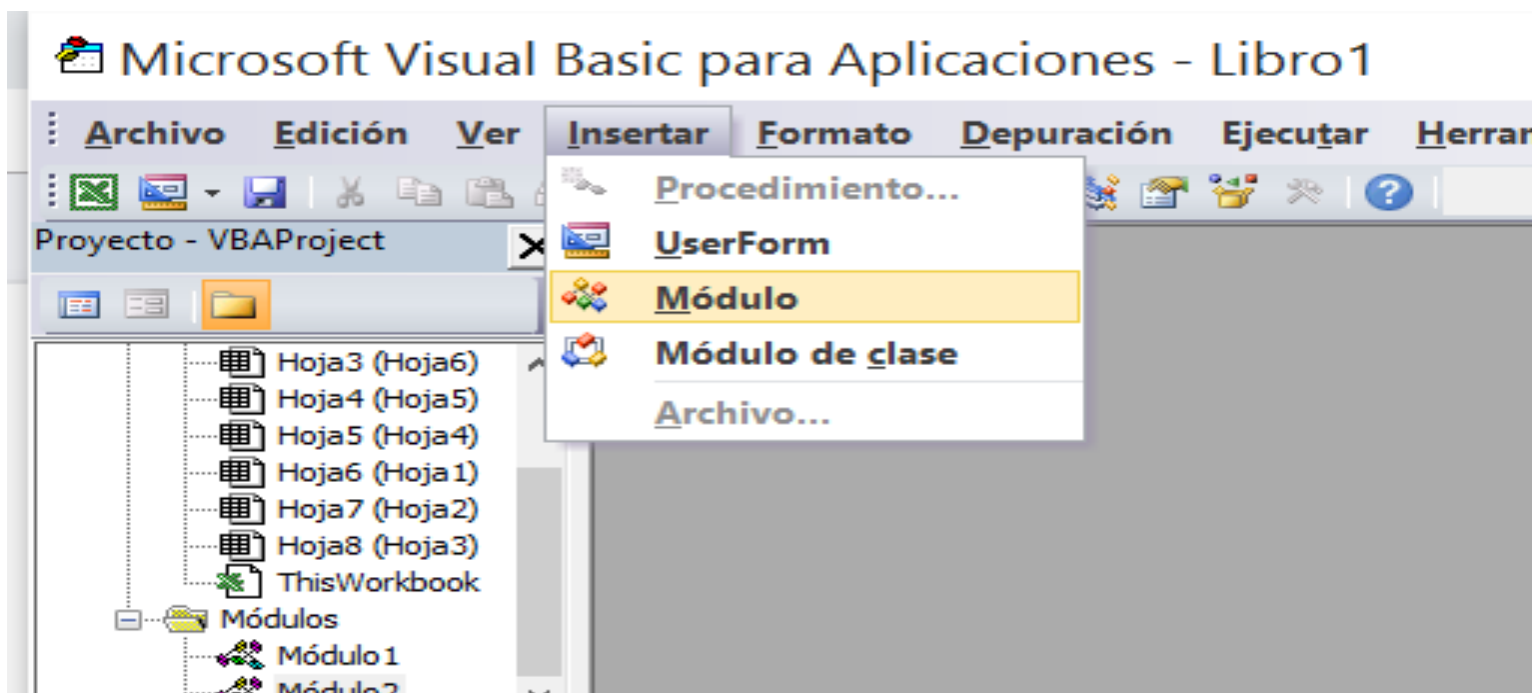 Microsoft Visual Basic para Aplicaciones - Libro1
Archivo Edición Ver Insertar Formato Depuración Ejecutar
Procedimiento...
Proyecto - VBAProject
UserForm
Módulo
Módulo de clase
Archivo...
Hoja3 (Hoja6)
Hoja4 (Hoja5)
Hoja5 (Hoja4)
Hoja6 (Hoja1)
Hoja7 (Hoja2)
Hoja8 (Hoja3)
ThisWorkbook
Módulos
Módulo1
Módulo2